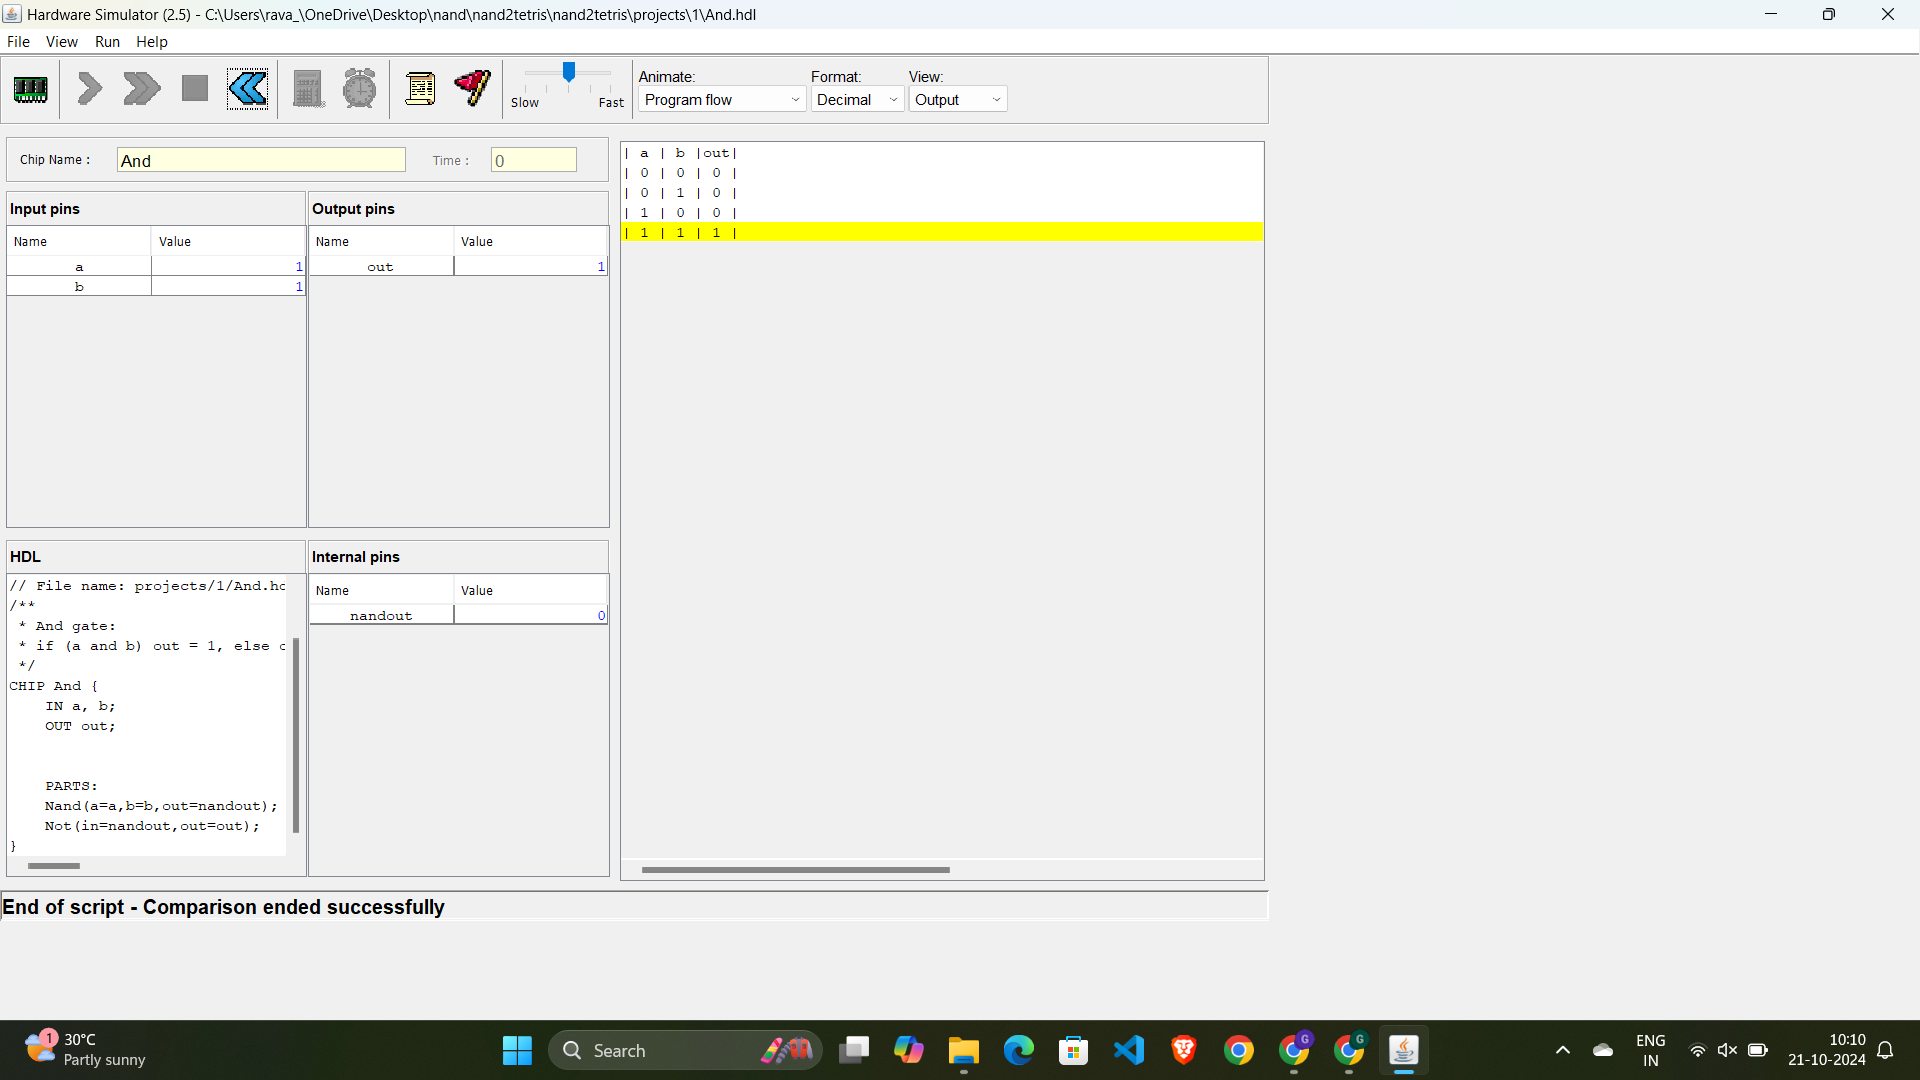 Hardware Simulator (2.5) - C:\Users\rava_\OneDrive\Desktop\nand\nand2tetris\nand2tetris\projects\1\And.hdl
File View Run Help
Slow Fast
Animate: Format: View:
Program flow Decimal Output
Chip Name : And Time : 0
Input pins
Name Value
a 1
b 1
Output pins
Name Value
out 1
| a | b |out|
| 0 | 0 | 0 |
| 0 | 1 | 0 |
| 1 | 0 | 0 |
| 1 | 1 | 1 |
HDL
// File name: projects/1/And.hd
/**
* And gate:
* if (a and b) out = 1, else o
*/
CHIP And {
IN a, b;
OUT out;
PARTS:
Nand(a=a,b=b,out=nandout);
Not(in=nandout,out=out);
}
Internal pins
Name Value
nandout 0
End of script - Comparison ended successfully
1
30°C
Partly sunny
Search
G
G
ENG
IN
10:10
21-10-2024